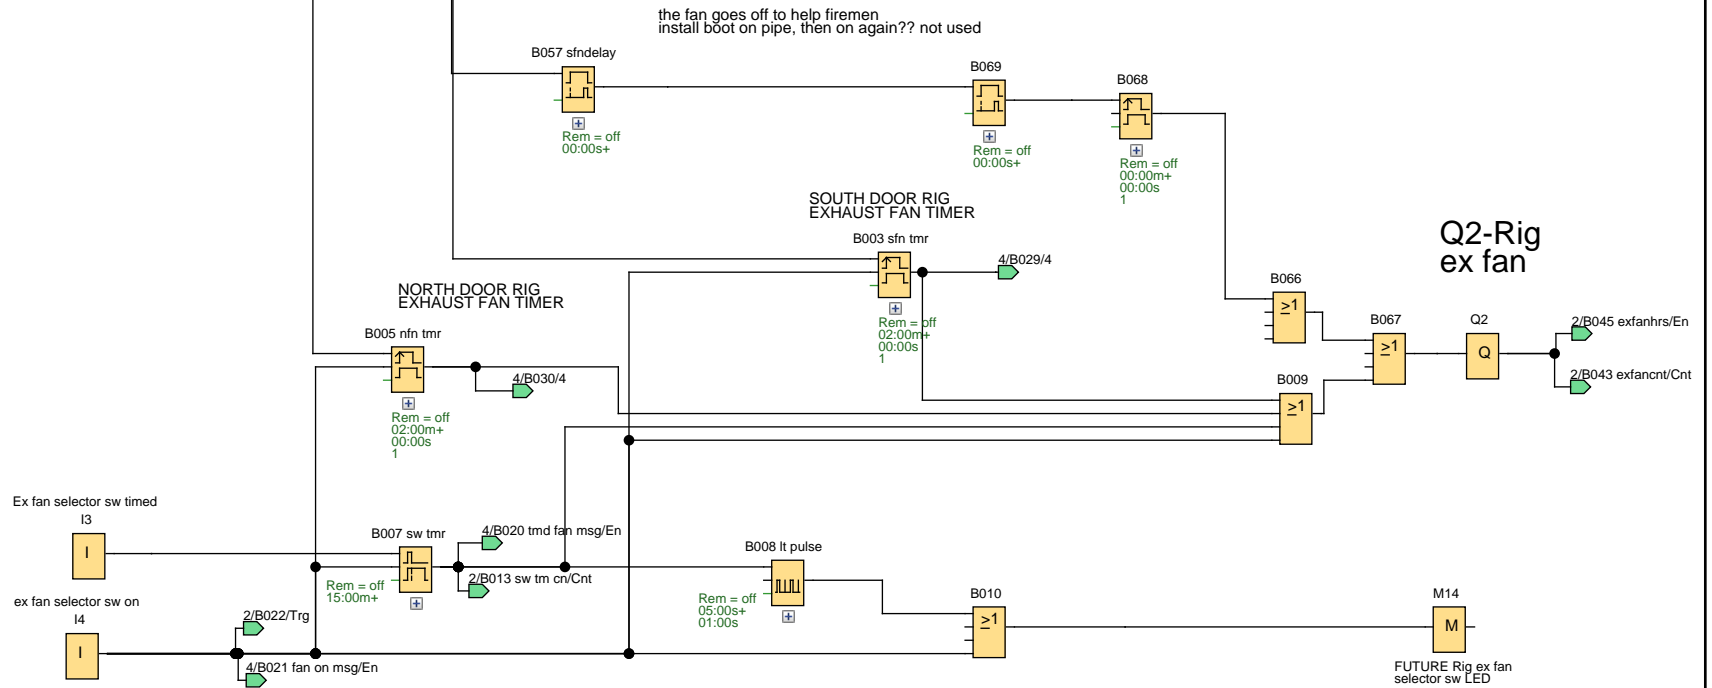 the fan goes off to help firemen
install boot on pipe, then on again?? not used
B057 sfndelay
Rem = off
00:00s+
B069
Rem = off
00:00s+
B068
Rem = off
00:00m+
00:00s
1
SOUTH DOOR RIG
EXHAUST FAN TIMER
B003 sfn tmr
4/B029/4
Rem = off
02:00m+
00:00s
1
Q2-Rig
ex fan
B066
≥1
B067
≥1
Q2
Q
2/B045 exfanhrs/En
2/B043 exfancnt/Cnt
NORTH DOOR RIG
EXHAUST FAN TIMER
B005 nfn tmr
4/B030/4
Rem = off
02:00m+
00:00s
1
B009
≥1
Ex fan selector sw timed
I3
I
B007 sw tmr
4/B020 tmd fan msg/En
2/B013 sw tm cn/Cnt
Rem = off
15:00m+
B008 lt pulse
Rem = off
05:00s+
01:00s
ex fan selector sw on
I4
I
2/B022/Trg
4/B021 fan on msg/En
B010
≥1
M14
M
FUTURE Rig ex fan
selector sw LED